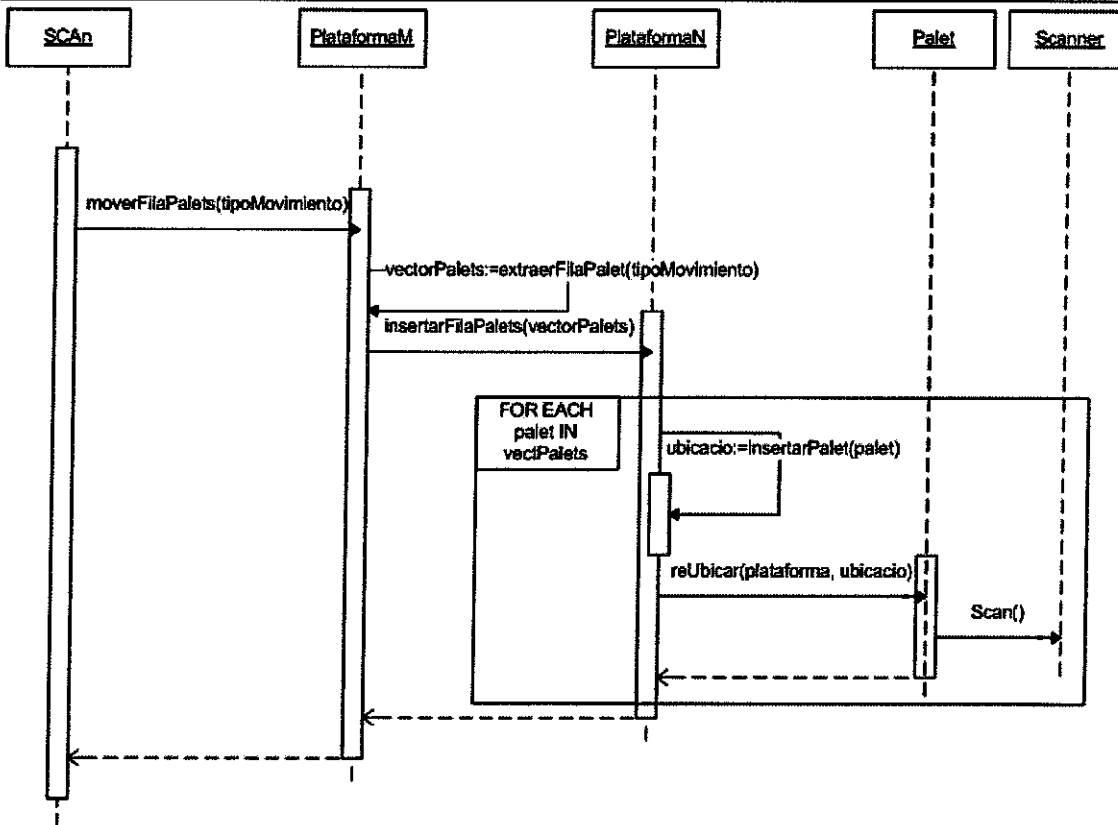 SCAn
PlataformaM
PlataformaN
Palet
Scanner
moverFilaPalets(tipoMovimiento)
vectorPalets:=extraerFilaPalet(tipoMovimiento)
insertarFilaPalets(vectorPalets)
FOR EACH
palet IN
vectPalets
ubicacio:=insertarPalet(palet)
reUbicar(plataforma, ubicacio)
Scan()